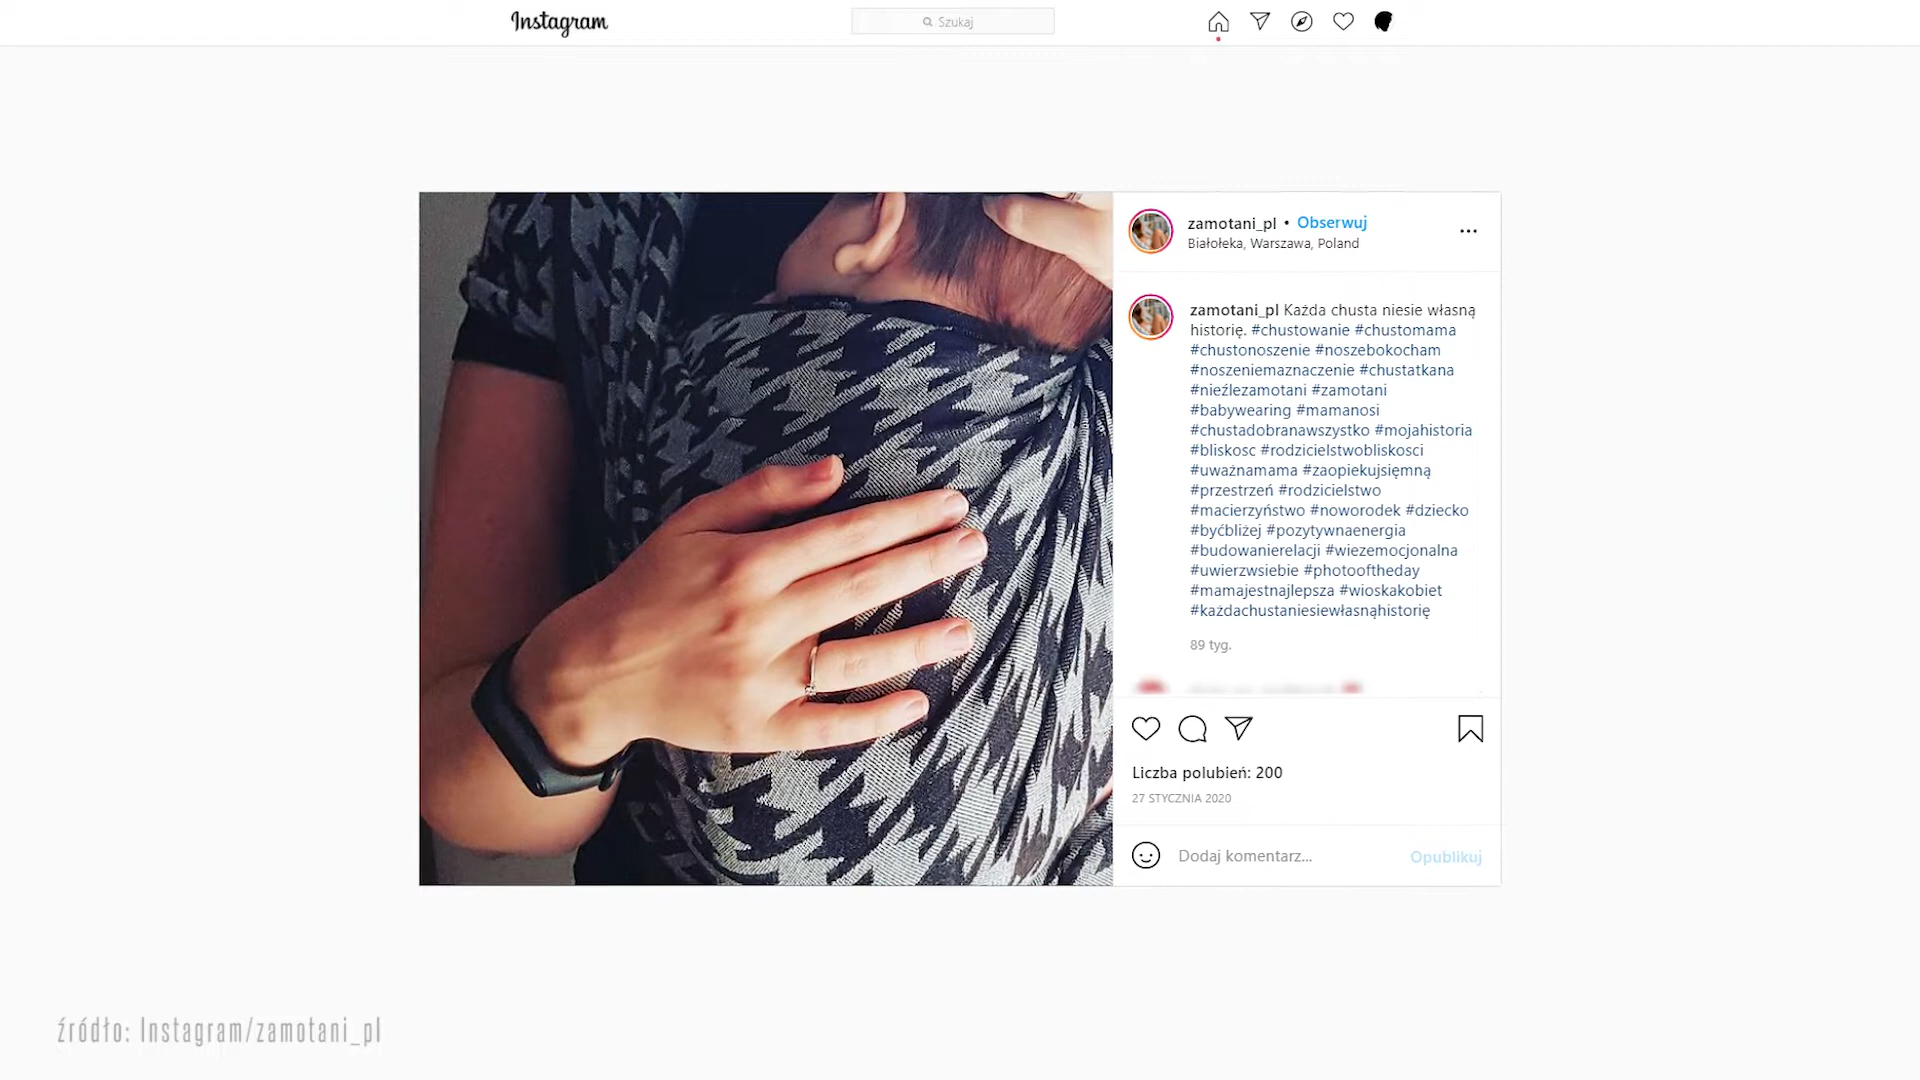 Instagram
Szukaj
zamotani_pl • Obserwuj
Białołeka, Warszawa, Poland
zamotani_pl Każda chusta niesie własną
historię. #chustowanie #chustomama
#chustonoszenie #noszebokocham
#noszeniemaznaczenie #chustatkana
#nieźlezamotani #zamotani
#babywearing #mamanosi
#chustadobranawszystko #mojahistoria
#bliskosc #rodzicielstwobliskosci
#uważnamama #zaopiekujsięmną
#przestrzeń #rodzicielstwo
#macierzyństwo #noworodek #dziecko
#byćbliżej #pozytywnaenergia
#budowanierelacji #wiezemocjonalna
#uwierzwsiebie #photooftheday
#mamajestnajlepsza #wioskakobiet
#każdachustaniesiewłasnąhistorię
89 tyg.
Liczba polubień: 200
27 STYCZNIA 2020
Dodaj komentarz... Opublikuj
źródło: Instagram/zamotani_pl